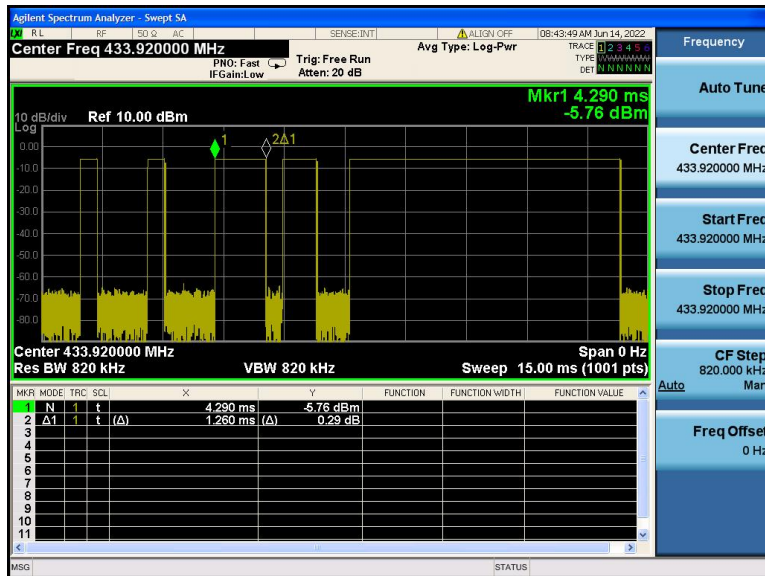 Agilent Spectrum Analyzer - Swept SA
LXI RL RF 50 Ω AC SENSE:INT ALIGN OFF 08:43:49 AM Jun 14, 2022
Center Freq 433.920000 MHz
PNO: Fast
IFGain:Low
Trig: Free Run
Atten: 20 dB
Avg Type: Log-Pwr
TRACE 1 2 3 4 5 6
TYPE WWWWWW
DET N N N N N N
Mkr1 4.290 ms
-5.76 dBm
10 dB/div Ref 10.00 dBm
Log
0.00
-10.0
-20.0
-30.0
-40.0
-50.0
-60.0
-70.0
-80.0
1
2Δ1
Center 433.920000 MHz Span 0 Hz
Res BW 820 kHz VBW 820 kHz Sweep 15.00 ms (1001 pts)
MKR MODE TRC SCL X Y FUNCTION FUNCTION WIDTH FUNCTION VALUE
1 N 1 t 4.290 ms -5.76 dBm
2 Δ1 1 t (Δ) 1.260 ms (Δ) 0.29 dB
3
4
5
6
7
8
9
10
11
MSG STATUS
Frequency
Auto Tune
Center Freq
433.920000 MHz
Start Freq
433.920000 MHz
Stop Freq
433.920000 MHz
CF Step
820.000 kHz
Auto Man
Freq Offset
0 Hz